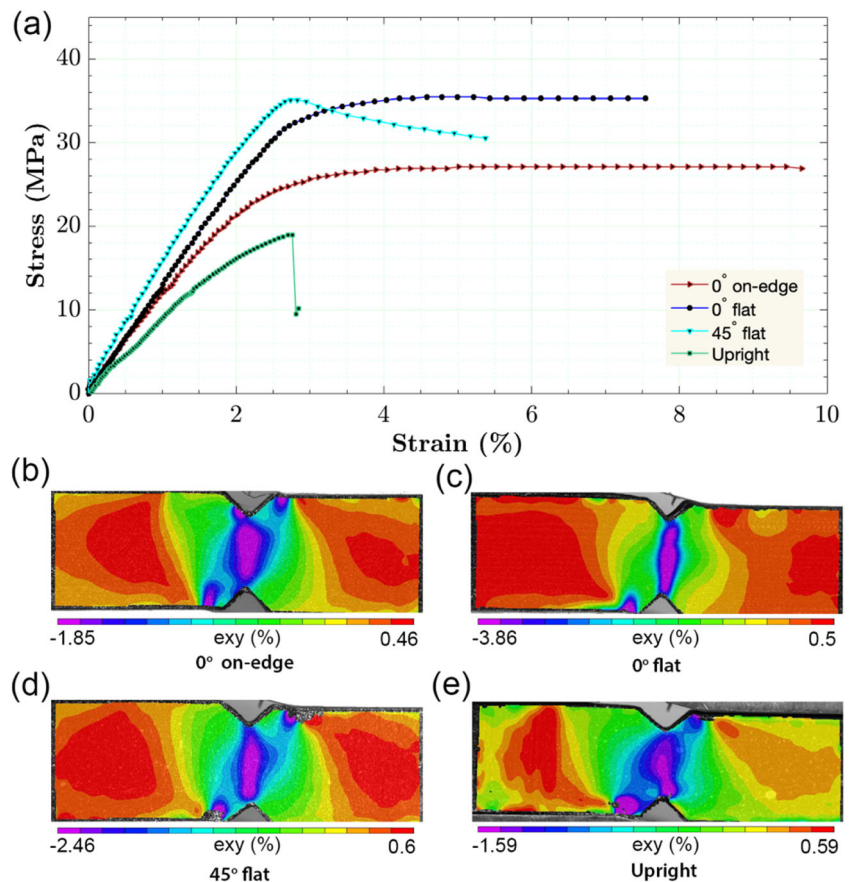 (a)
40
30
20
10
0
Stress (MPa)
0 2 4 6 8 10
Strain (%)
0° on-edge
0° flat
45° flat
Upright
(b)
-1.85 exy (%) 0.46
0° on-edge
(c)
-3.86 exy (%) 0.5
0° flat
(d)
-2.46 exy (%) 0.6
45° flat
(e)
-1.59 exy (%) 0.59
Upright